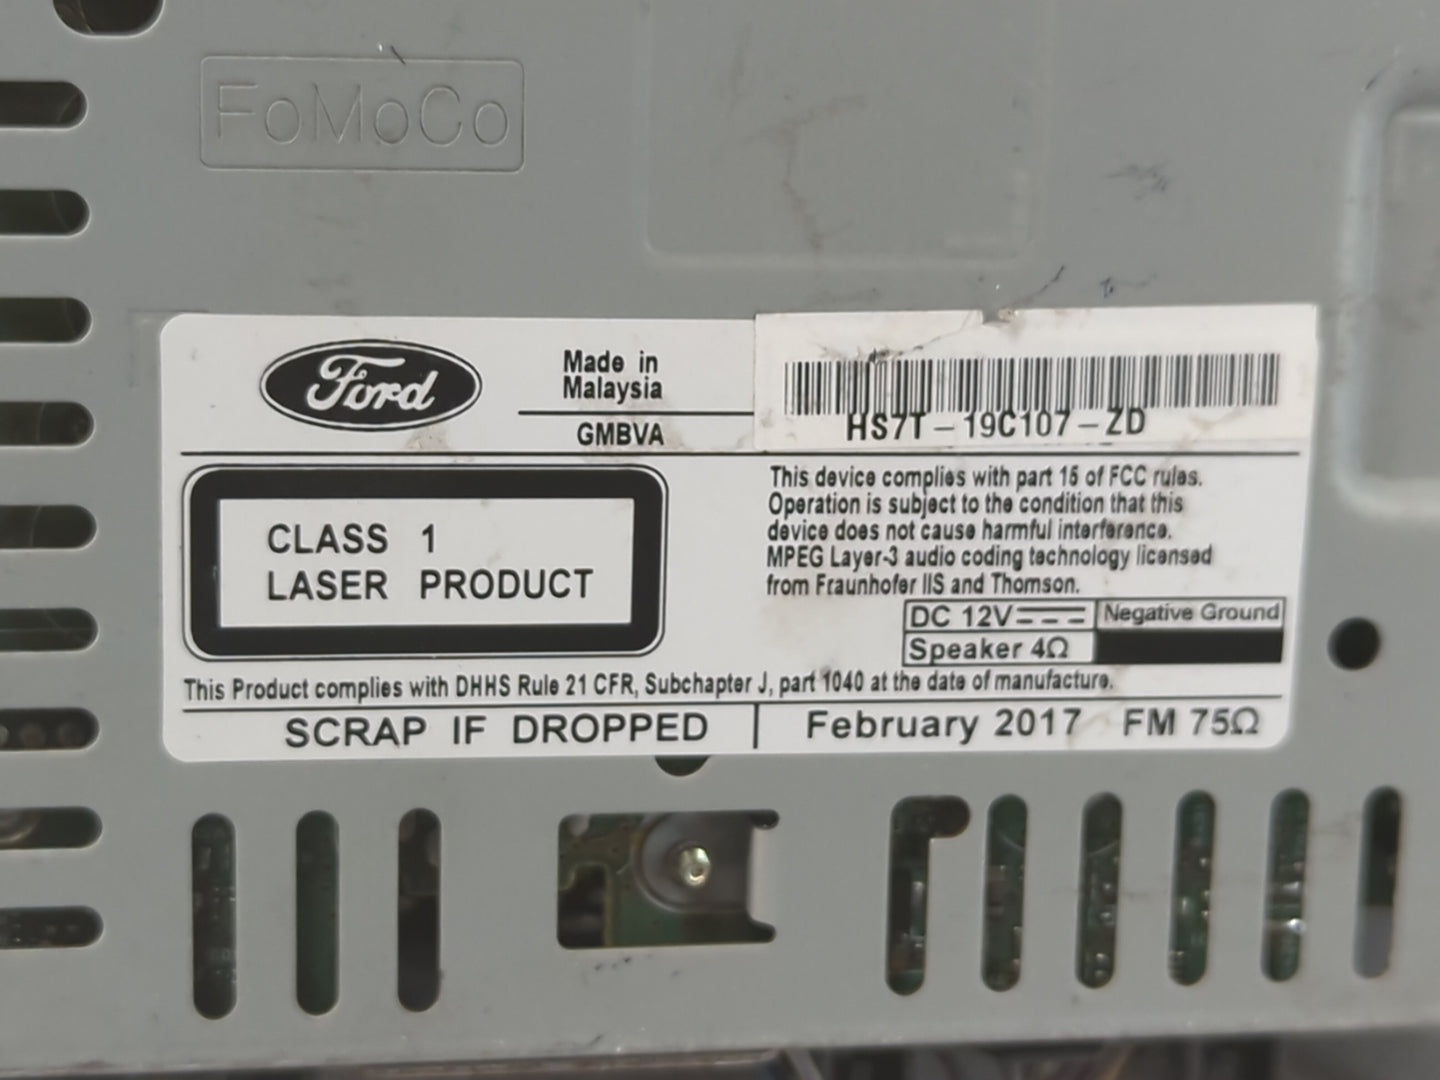 FoMoCo
Ford
Made in
Malaysia
GMBVA
HS7T-19C107-ZD
CLASS 1
LASER PRODUCT
This device complies with part 15 of FCC rules.
Operation is subject to the condition that this
device does not cause harmful interference.
MPEG Layer-3 audio coding technology licensed
from Fraunhofer IIS and Thomson.
DC 12V Negative Ground
Speaker 4Ω
This Product complies with DHHS Rule 21 CFR, Subchapter J, part 1040 at the date of manufacture.
SCRAP IF DROPPED February 2017 FM 75Ω